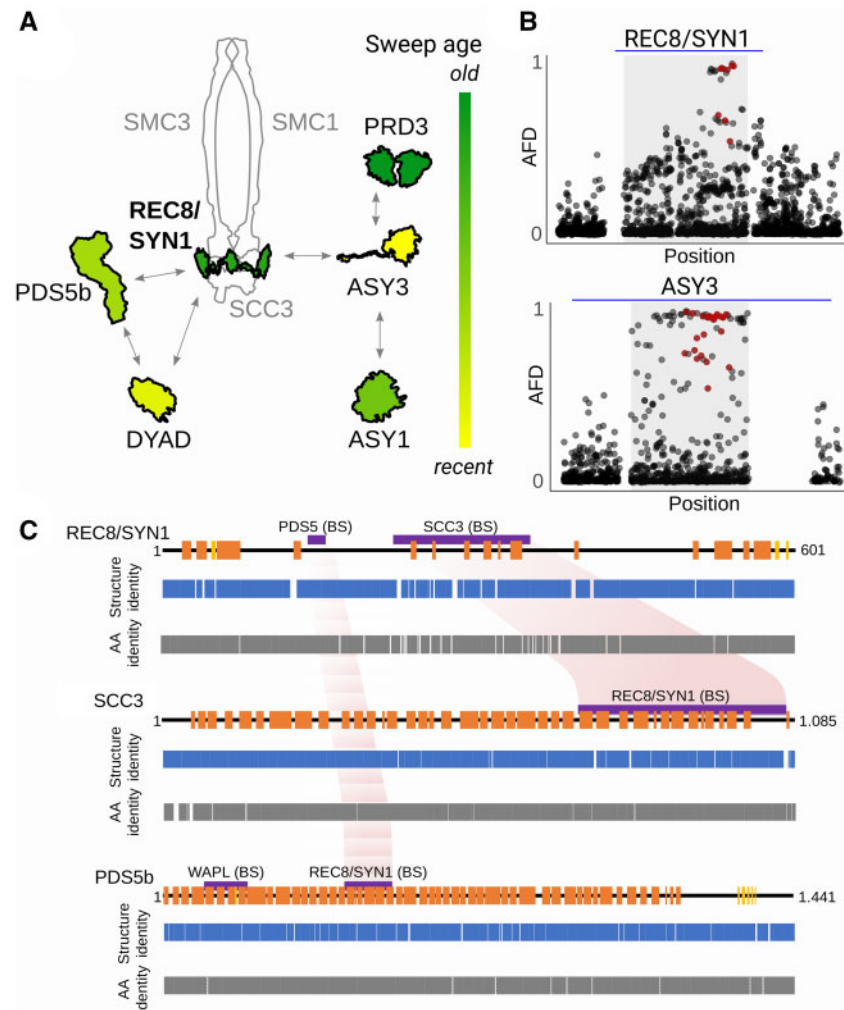 A
Sweep age
old
SMC3
SMC1
PRD3
REC8/
SYN1
PDS5b
SCC3
ASY3
DYAD
ASY1
recent
B
REC8/SYN1
1
AFD
0
Position
ASY3
1
AFD
0
Position
C
REC8/SYN1
PDS5 (BS)
SCC3 (BS)
1
601
Structure
identity
AA
identity
SCC3
REC8/SYN1 (BS)
1
1.085
Structure
identity
AA
identity
PDS5b
WAPL (BS)
REC8/SYN1 (BS)
1
1.441
Structure
identity
AA
identity